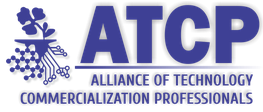 ATCP
ALLIANCE OF TECHNOLOGY
COMMERCIALIZATION PROFESSIONALS